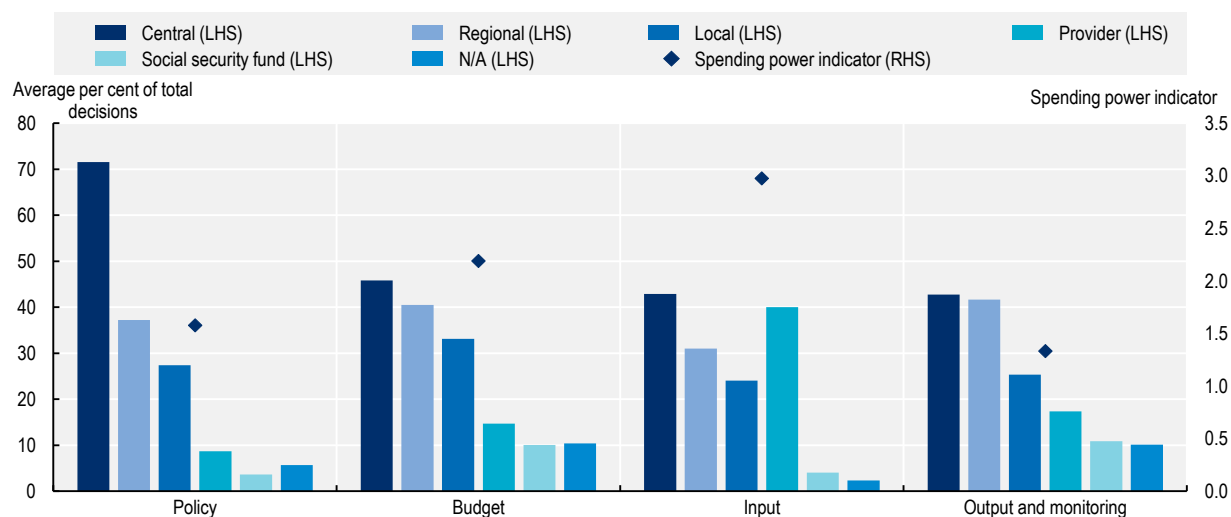 Central (LHS) Regional (LHS) Local (LHS) Provider (LHS)
Social security fund (LHS) N/A (LHS) Spending power indicator (RHS)
Average per cent of total
decisions
Spending power indicator
80 3.5
70 3.0
60 2.5
50 2.0
40 1.5
30 1.0
20 0.5
10 0.0
0
Policy Budget Input Output and monitoring